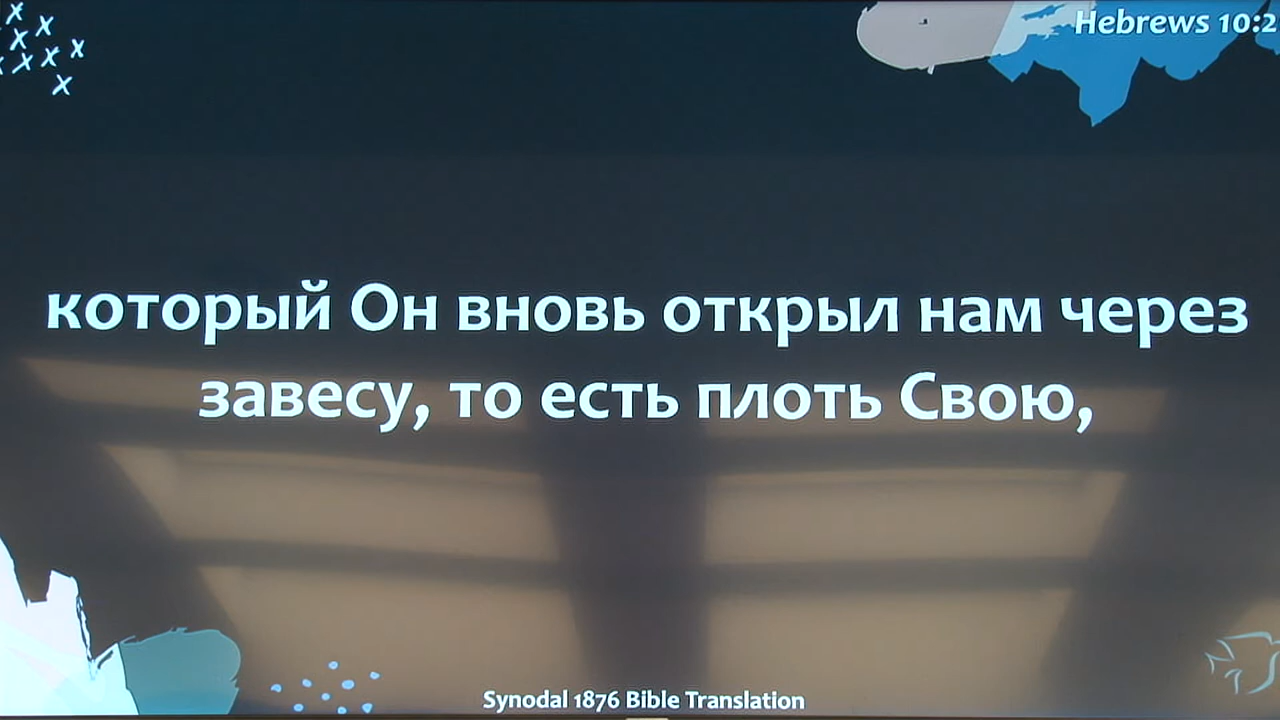 Hebrews 10:2
который Он вновь открыл нам через
завесу, то есть плоть Свою,
Synodal 1876 Bible Translation